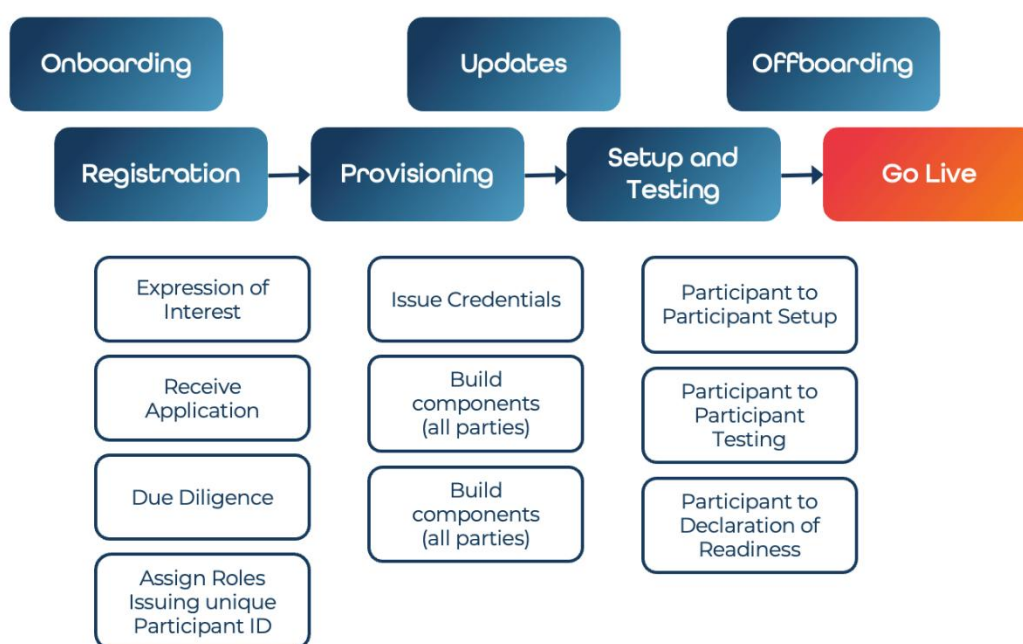 Onboarding
Updates
Offboarding
Registration
Provisioning
Setup and
Testing
Go Live
Expression of
Interest
Receive
Application
Due Diligence
Assign Roles
Issuing unique
Participant ID
Issue Credentials
Build
components
(all parties)
Build
components
(all parties)
Participant to
Participant Setup
Participant to
Participant
Testing
Participant to
Declaration of
Readiness